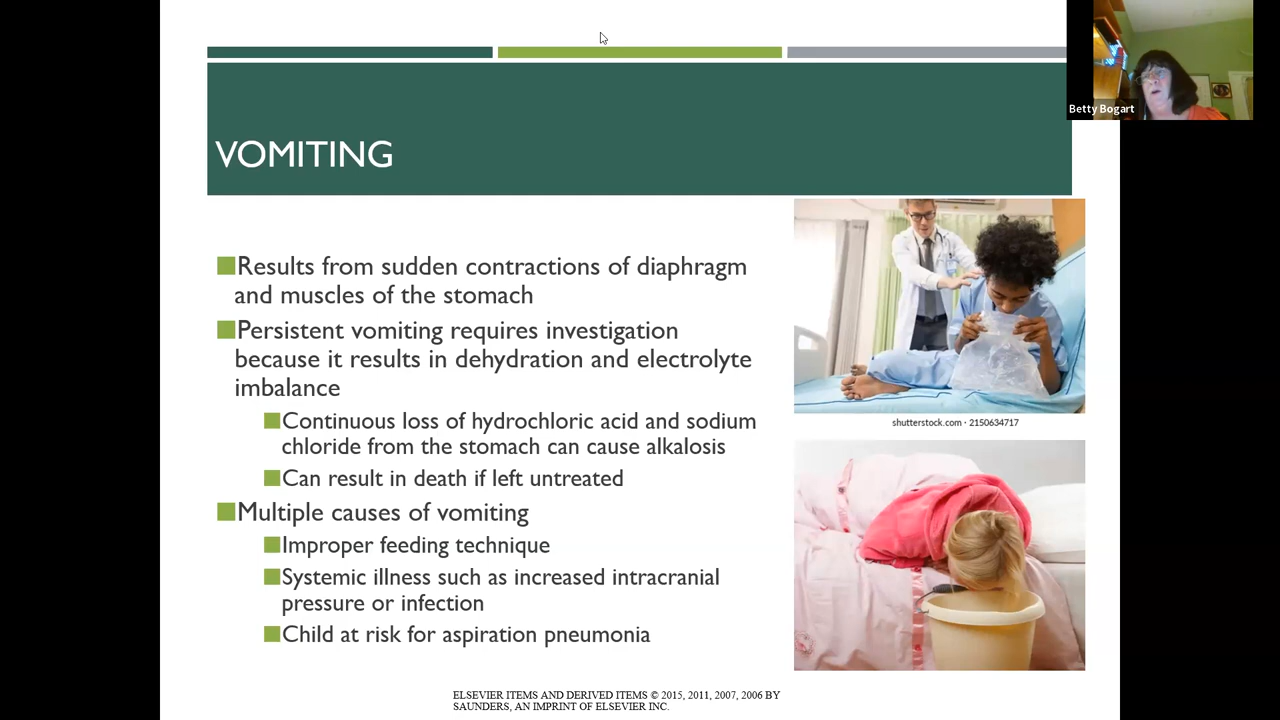 Betty Bogart
VOMITING
Results from sudden contractions of diaphragm
and muscles of the stomach
Persistent vomiting requires investigation
because it results in dehydration and electrolyte
imbalance
Continuous loss of hydrochloric acid and sodium
chloride from the stomach can cause alkalosis
Can result in death if left untreated
Multiple causes of vomiting
Improper feeding technique
Systemic illness such as increased intracranial
pressure or infection
Child at risk for aspiration pneumonia
shutterstock.com · 2150634717
ELSEVIER ITEMS AND DERIVED ITEMS © 2015, 2011, 2007, 2006 BY
SAUNDERS, AN IMPRINT OF ELSEVIER INC.